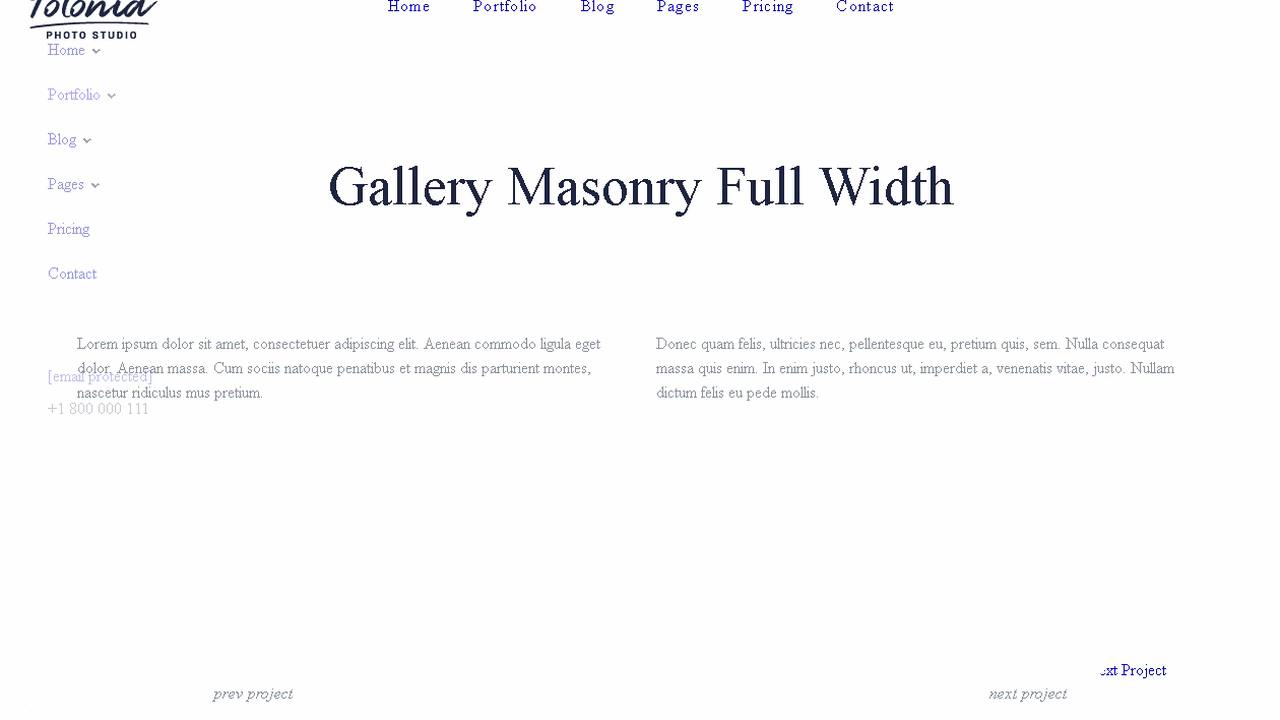 PHOTO STUDIO
Home Portfolio Blog Pages Pricing Contact
Home
Portfolio
Blog
Pages
Pricing
Contact
Gallery Masonry Full Width
Lorem ipsum dolor sit amet, consectetuer adipiscing elit. Aenean commodo ligula eget
dolor. Aenean massa. Cum sociis natoque penatibus et magnis dis parturient montes,
nascetur ridiculus mus pretium.
[email protected]
+1 800 000 111
Donec quam felis, ultricies nec, pellentesque eu, pretium quis, sem. Nulla consequat
massa quis enim. In enim justo, rhoncus ut, imperdiet a, venenatis vitae, justo. Nullam
dictum felis eu pede mollis.
xt Project
prev project
next project